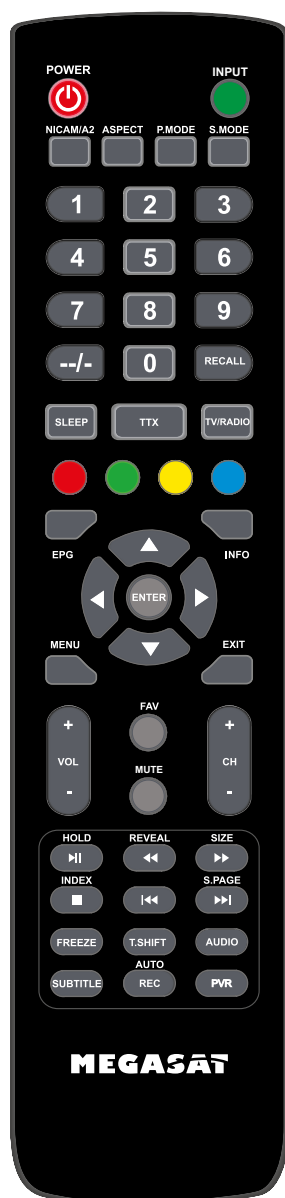 POWER INPUT
NICAM/A2 ASPECT P.MODE S.MODE
1 2 3
4 5 6
7 8 9
--/- 0 RECALL
SLEEP TTX TV/RADIO
EPG INFO
ENTER
MENU EXIT
FAV
+ +
VOL CH
MUTE
- -
HOLD REVEAL SIZE
INDEX S.PAGE
FREEZE T.SHIFT AUDIO
AUTO
SUBTITLE REC PVR
MEGASAT